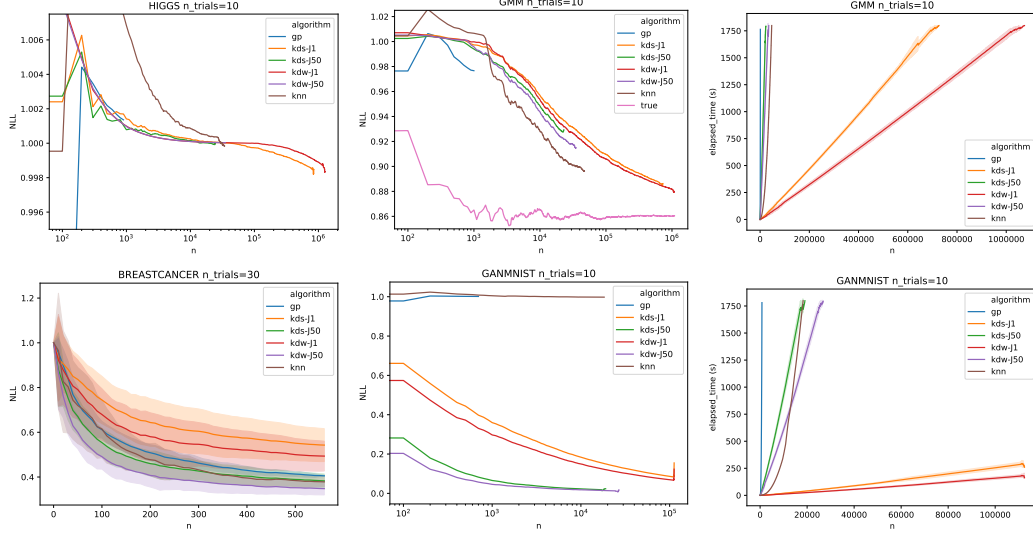 HIGGS n_trials=10
1.006
1.004
1.002
1.000
0.998
0.996
NLL
10²
10³
10⁴
10⁵
10⁶
n
algorithm
gp
kds-J1
kds-J50
kdw-J1
kdw-J50
knn
GMM n_trials=10
1.02
1.00
0.98
0.96
0.94
0.92
0.90
0.88
0.86
NLL
10²
10³
10⁴
10⁵
10⁶
n
algorithm
gp
kds-J1
kds-J50
kdw-J1
kdw-J50
knn
true
GMM n_trials=10
1750
1500
1250
1000
750
500
250
0
elapsed_time (s)
0
200000
400000
600000
800000
1000000
n
algorithm
gp
kds-J1
kds-J50
kdw-J1
kdw-J50
knn
BREASTCANCER n_trials=30
1.2
1.0
0.8
0.6
0.4
NLL
0
100
200
300
400
500
n
algorithm
gp
kds-J1
kds-J50
kdw-J1
kdw-J50
knn
GANMNIST n_trials=10
1.0
0.8
0.6
0.4
0.2
0.0
NLL
10²
10³
10⁴
10⁵
n
algorithm
gp
kds-J1
kds-J50
kdw-J1
kdw-J50
knn
GANMNIST n_trials=10
1750
1500
1250
1000
750
500
250
0
elapsed_time (s)
0
20000
40000
60000
80000
100000
n
algorithm
gp
kds-J1
kds-J50
kdw-J1
kdw-J50
knn